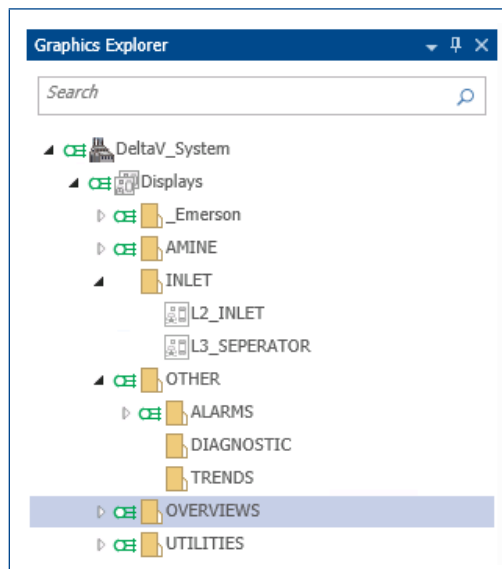 Graphics Explorer
Search
DeltaV_System
Displays
_Emerson
AMINE
INLET
L2_INLET
L3_SEPERATOR
OTHER
ALARMS
DIAGNOSTIC
TRENDS
OVERVIEWS
UTILITIES